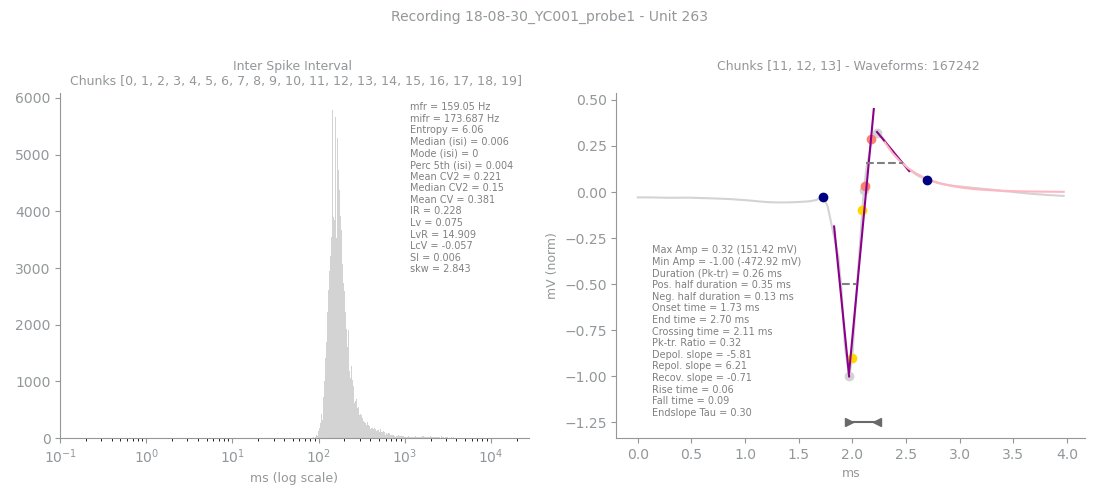 Recording 18-08-30_YC001_probe1 - Unit 263
Inter Spike Interval
Chunks [0, 1, 2, 3, 4, 5, 6, 7, 8, 9, 10, 11, 12, 13, 14, 15, 16, 17, 18, 19]
6000
5000
4000
3000
2000
1000
0
mfr = 159.05 Hz
mifr = 173.687 Hz
Entropy = 6.06
Median (isi) = 0.006
Mode (isi) = 0
Perc 5th (isi) = 0.004
Mean CV2 = 0.221
Median CV2 = 0.15
Mean CV = 0.381
IR = 0.228
Lv = 0.075
LvR = 14.909
LcV = -0.057
SI = 0.006
skw = 2.843
10⁻¹ 10⁰ 10¹ 10² 10³ 10⁴
ms (log scale)
Chunks [11, 12, 13] - Waveforms: 167242
mV (norm)
0.50
0.25
0.00
−0.25
−0.50
−0.75
−1.00
−1.25
Max Amp = 0.32 (151.42 mV)
Min Amp = -1.00 (-472.92 mV)
Duration (Pk-tr) = 0.26 ms
Pos. half duration = 0.35 ms
Neg. half duration = 0.13 ms
Onset time = 1.73 ms
End time = 2.70 ms
Crossing time = 2.11 ms
Pk-tr. Ratio = 0.32
Depol. slope = -5.81
Repol. slope = 6.21
Recov. slope = -0.71
Rise time = 0.06
Fall time = 0.09
Endslope Tau = 0.30
0.0 0.5 1.0 1.5 2.0 2.5 3.0 3.5 4.0
ms